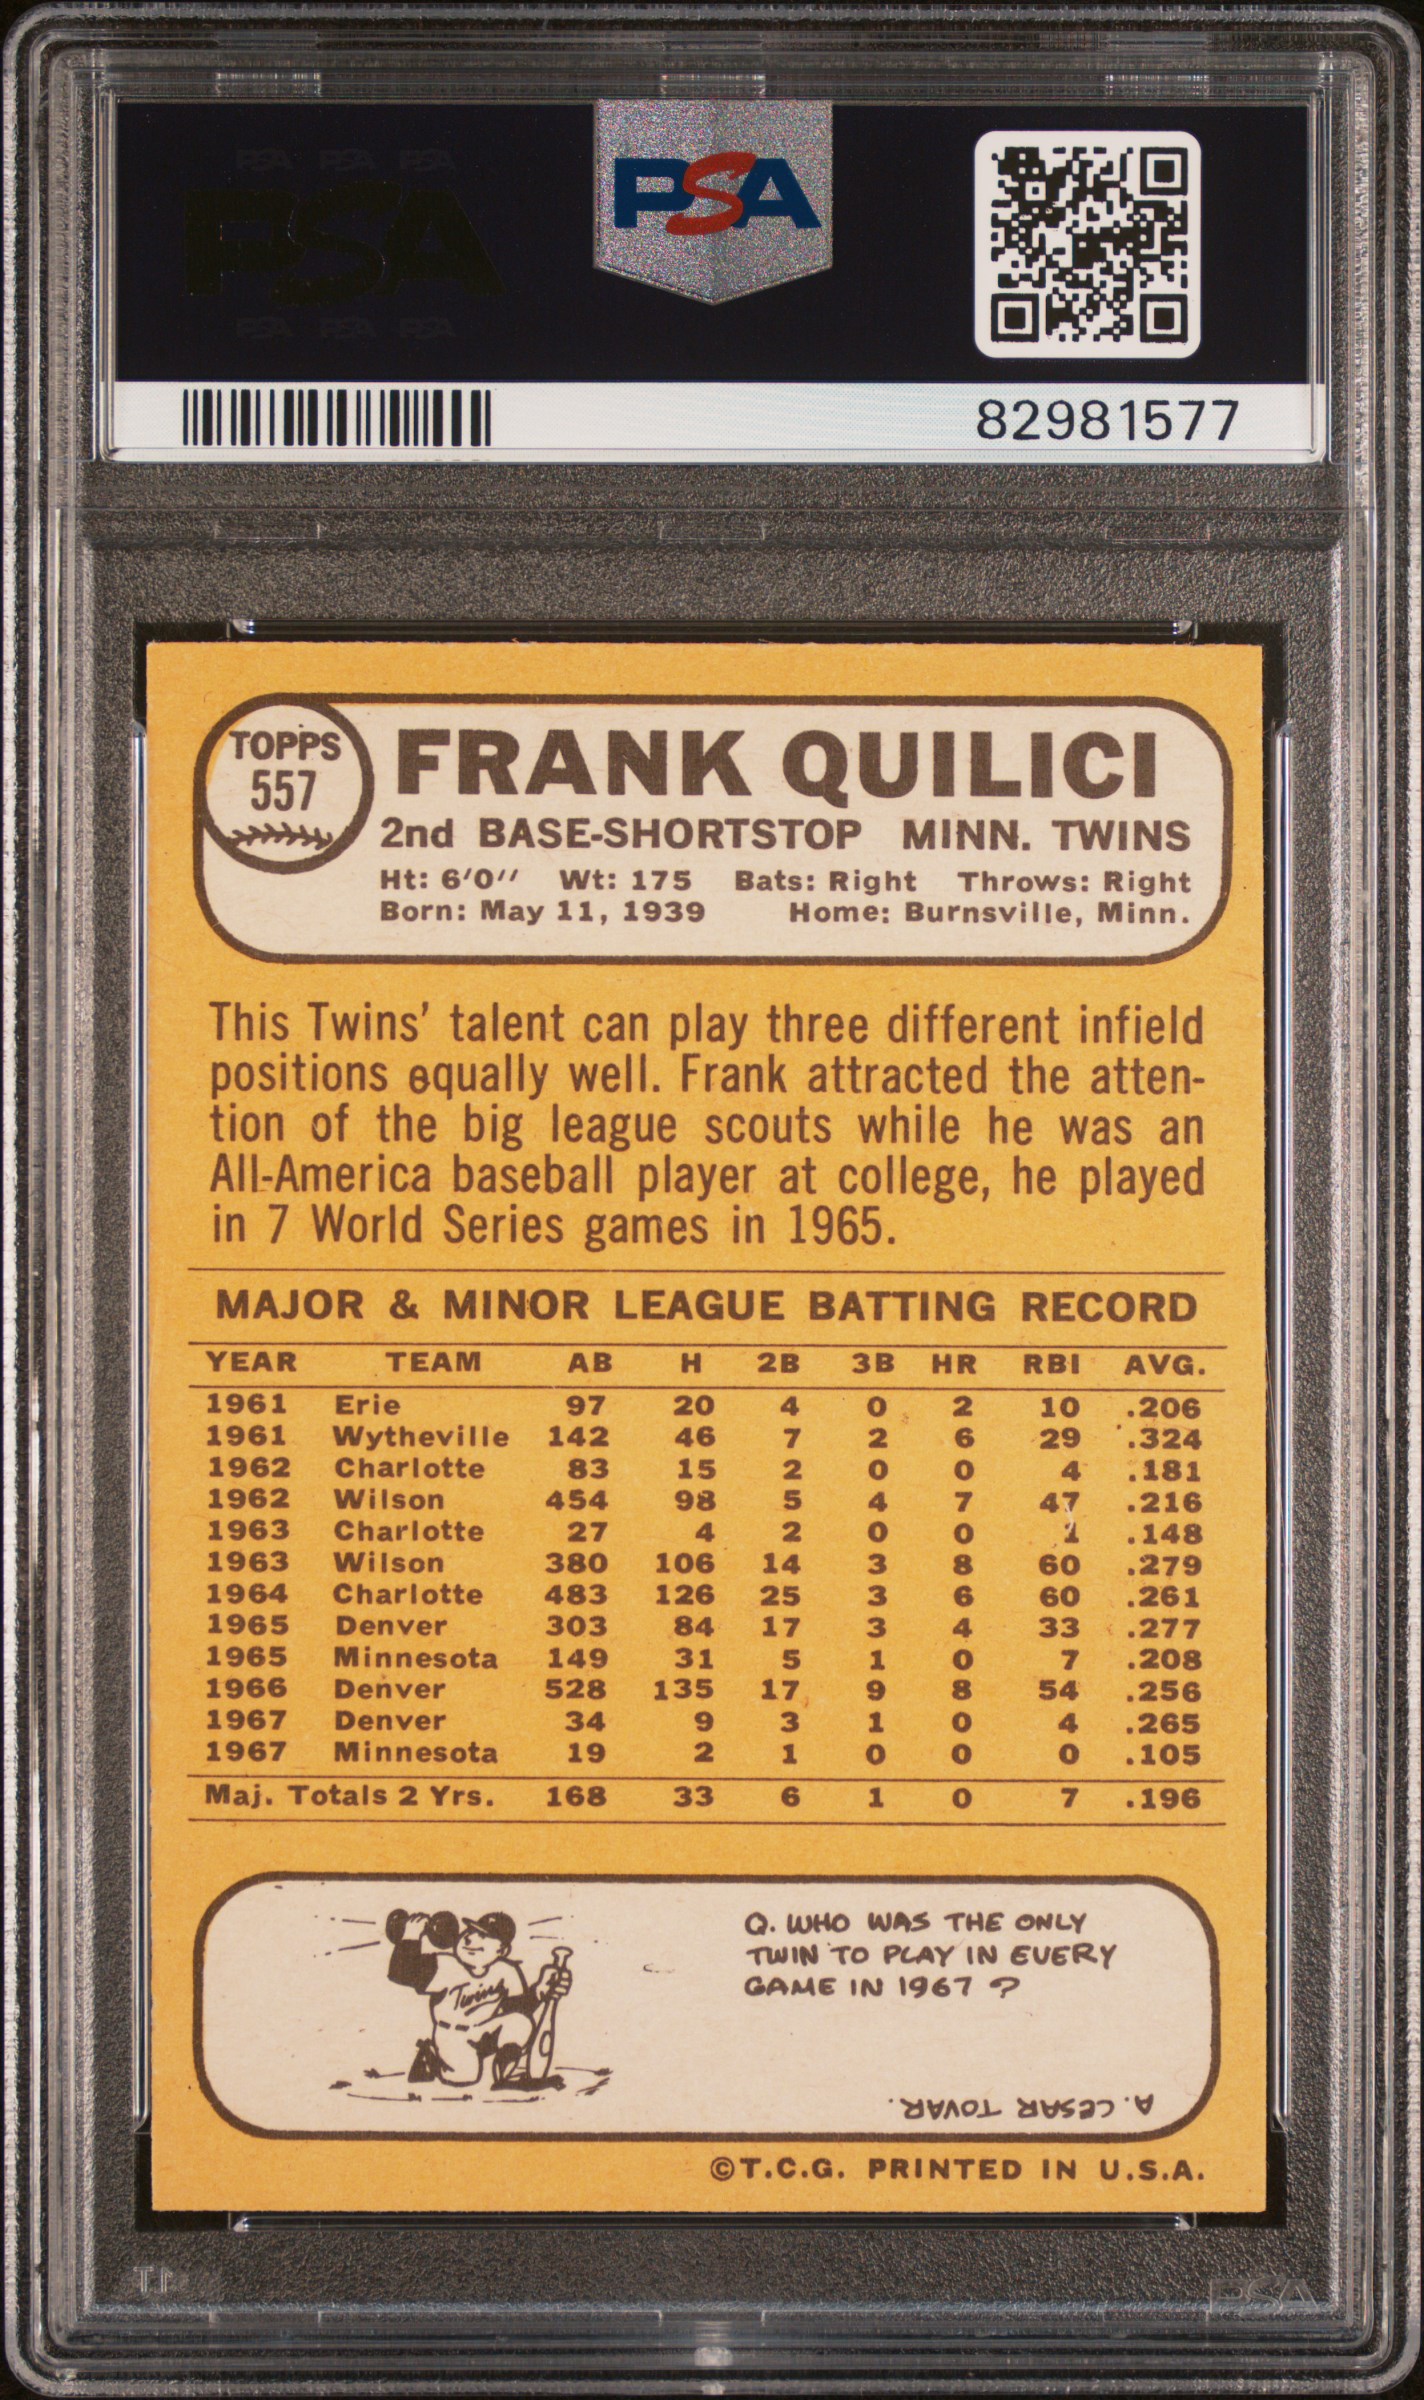 PSA PSA PSA
PSA
PSA PSA PSA
PSA
82981577
TOPPS
557
FRANK QUILICI
2nd BASE-SHORTSTOP MINN. TWINS
Ht: 6'0" Wt: 175 Bats: Right Throws: Right
Born: May 11, 1939 Home: Burnsville, Minn.
This Twins' talent can play three different infield
positions equally well. Frank attracted the atten-
tion of the big league scouts while he was an
All-America baseball player at college, he played
in 7 World Series games in 1965.
MAJOR & MINOR LEAGUE BATTING RECORD
YEAR TEAM AB H 2B 3B HR RBI AVG.
1961 Erie 97 20 4 0 2 10 .206
1961 Wytheville 142 46 7 2 6 29 .324
1962 Charlotte 83 15 2 0 0 4 .181
1962 Wilson 454 98 5 4 7 47 .216
1963 Charlotte 27 4 2 0 0 1 .148
1963 Wilson 380 106 14 3 8 60 .279
1964 Charlotte 483 126 25 3 6 60 .261
1965 Denver 303 84 17 3 4 33 .277
1965 Minnesota 149 31 5 1 0 7 .208
1966 Denver 528 135 17 9 8 54 .256
1967 Denver 34 9 3 1 0 4 .265
1967 Minnesota 19 2 1 0 0 0 .105
Maj. Totals 2 Yrs. 168 33 6 1 0 7 .196
Twins
Q. WHO WAS THE ONLY
TWIN TO PLAY IN EVERY
GAME IN 1967?
A. CESAR TOVAR.
©T.C.G. PRINTED IN U.S.A.
PSA